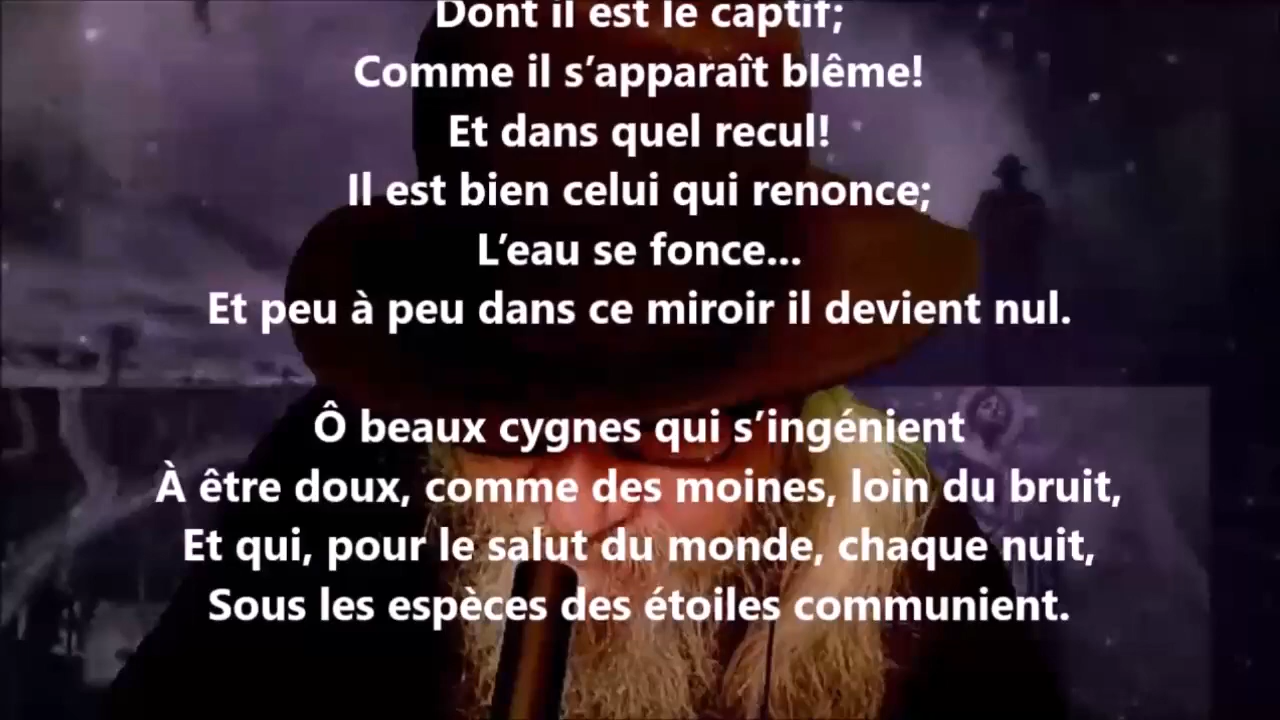 Dont il est le captif;
Comme il s’apparaît blême!
Et dans quel recul!
Il est bien celui qui renonce;
L’eau se fonce...
Et peu à peu dans ce miroir il devient nul.
Ô beaux cygnes qui s’ingénient
À être doux, comme des moines, loin du bruit,
Et qui, pour le salut du monde, chaque nuit,
Sous les espèces des étoiles communient.